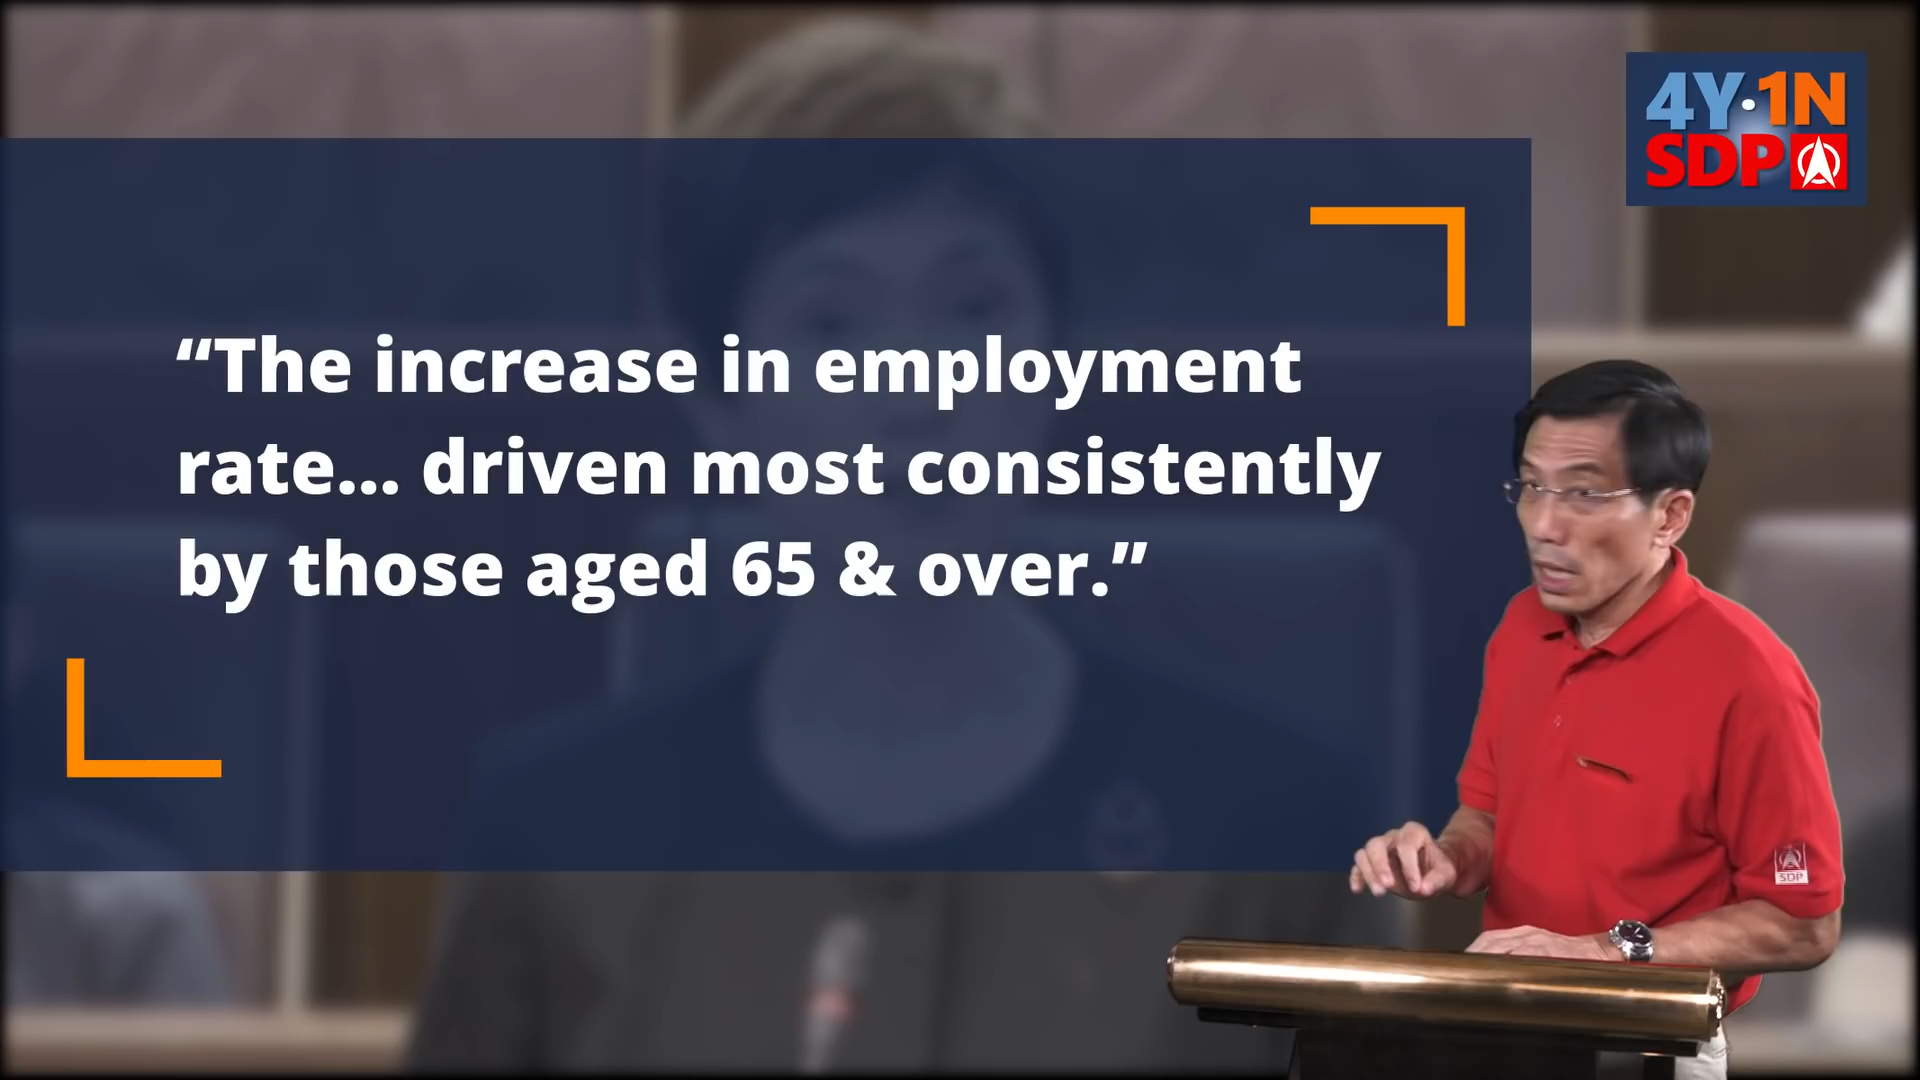 4Y·1N
SDP
“The increase in employment
rate... driven most consistently
by those aged 65 & over.”
SDP